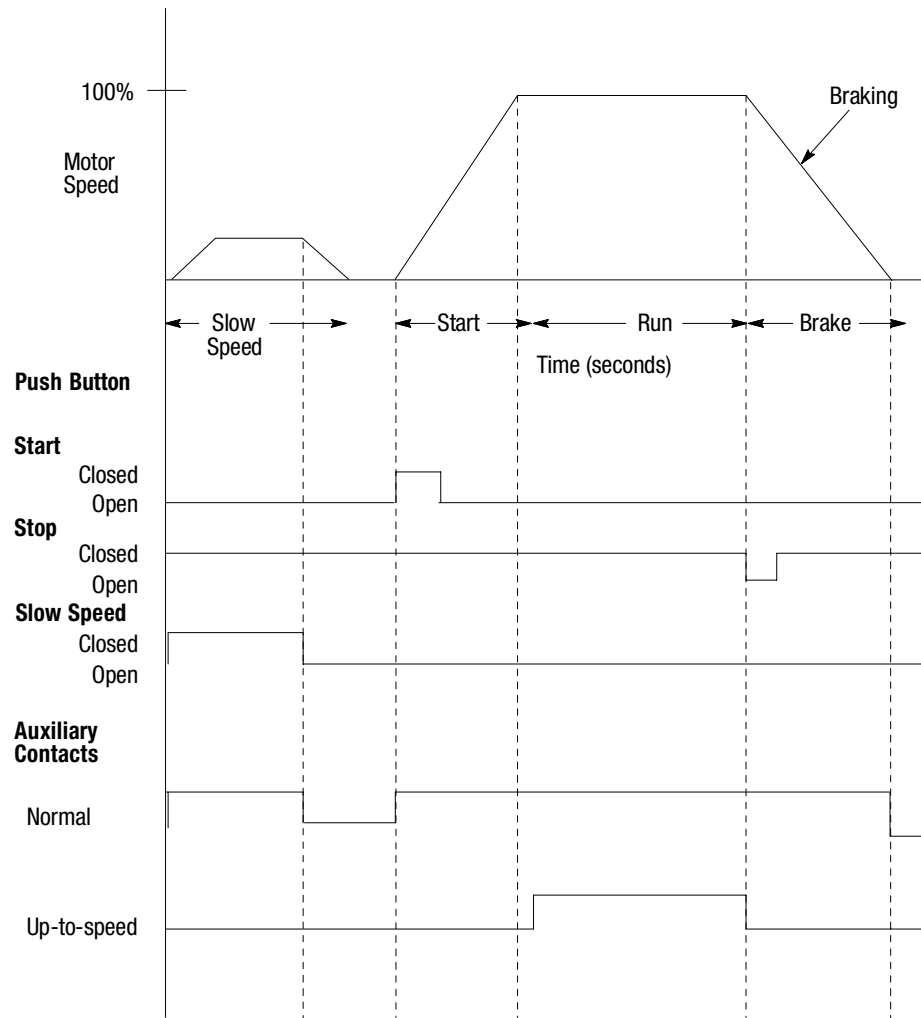 100%
Braking
Motor
Speed
Slow
Speed
Start
Run
Brake
Time (seconds)
Push Button
Start
Closed
Open
Stop
Closed
Open
Slow Speed
Closed
Open
Auxiliary
Contacts
Normal
Up-to-speed